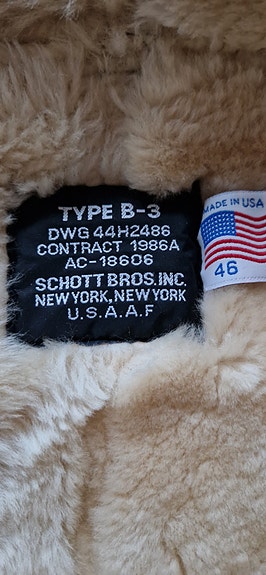 TYPE B-3
DWG 44H2486
CONTRACT 1986A
AC-18606
SCHOTT BROS.INC.
NEW YORK, NEW YORK
U.S.A.A.F
MADE IN USA
46